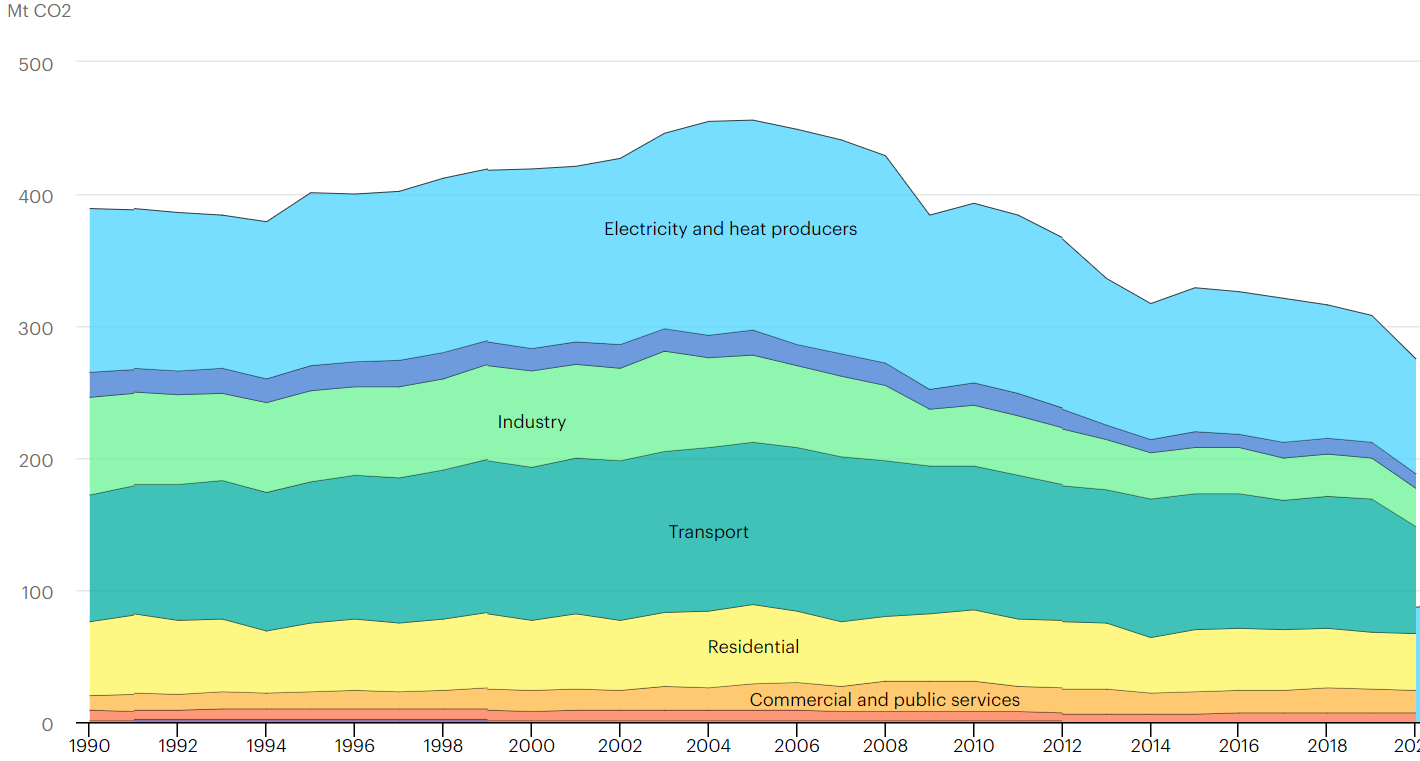 Mt CO2
500
400
Electricity and heat producers
300
Industry
200
Transport
100
Residential
Commercial and public services
0
1990 1992 1994 1996 1998 2000 2002 2004 2006 2008 2010 2012 2014 2016 2018